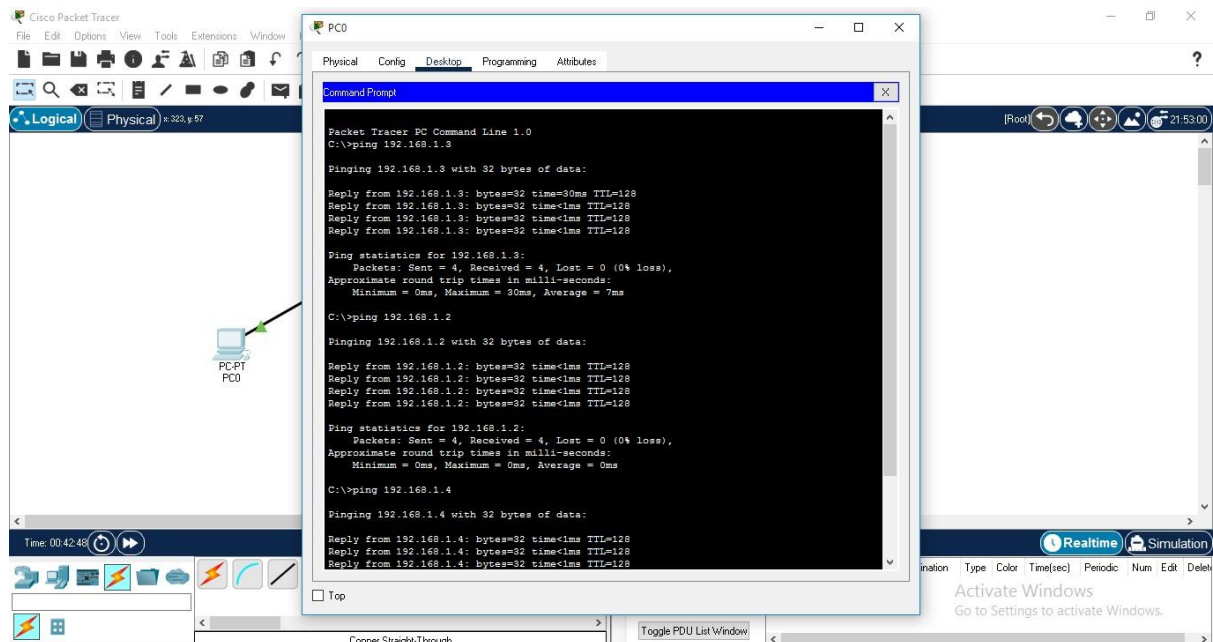 Cisco Packet Tracer
File Edit Options View Tools Extensions Window
PC0
Physical Config Desktop Programming Attributes
Command Prompt
X
Logical
Physical
x: 323, y: 57
[Root]
21:53:00
Packet Tracer PC Command Line 1.0
C:\>ping 192.168.1.3
Pinging 192.168.1.3 with 32 bytes of data:
Reply from 192.168.1.3: bytes=32 time=30ms TTL=128
Reply from 192.168.1.3: bytes=32 time<1ms TTL=128
Reply from 192.168.1.3: bytes=32 time<1ms TTL=128
Reply from 192.168.1.3: bytes=32 time<1ms TTL=128
Ping statistics for 192.168.1.3:
Packets: Sent = 4, Received = 4, Lost = 0 (0% loss),
Approximate round trip times in milli-seconds:
Minimum = 0ms, Maximum = 30ms, Average = 7ms
C:\>ping 192.168.1.2
Pinging 192.168.1.2 with 32 bytes of data:
Reply from 192.168.1.2: bytes=32 time<1ms TTL=128
Reply from 192.168.1.2: bytes=32 time<1ms TTL=128
Reply from 192.168.1.2: bytes=32 time<1ms TTL=128
Reply from 192.168.1.2: bytes=32 time<1ms TTL=128
Ping statistics for 192.168.1.2:
Packets: Sent = 4, Received = 4, Lost = 0 (0% loss),
Approximate round trip times in milli-seconds:
Minimum = 0ms, Maximum = 0ms, Average = 0ms
C:\>ping 192.168.1.4
Pinging 192.168.1.4 with 32 bytes of data:
Reply from 192.168.1.4: bytes=32 time<1ms TTL=128
Reply from 192.168.1.4: bytes=32 time<1ms TTL=128
Reply from 192.168.1.4: bytes=32 time<1ms TTL=128
PC-PT
PC0
Time: 00:42:48
Realtime
Simulation
Top
Type Color Time(sec) Periodic Num Edit
Activate Windows
Go to Settings to activate Windows.
Toggle PDU List Window
Copper Straight-Through